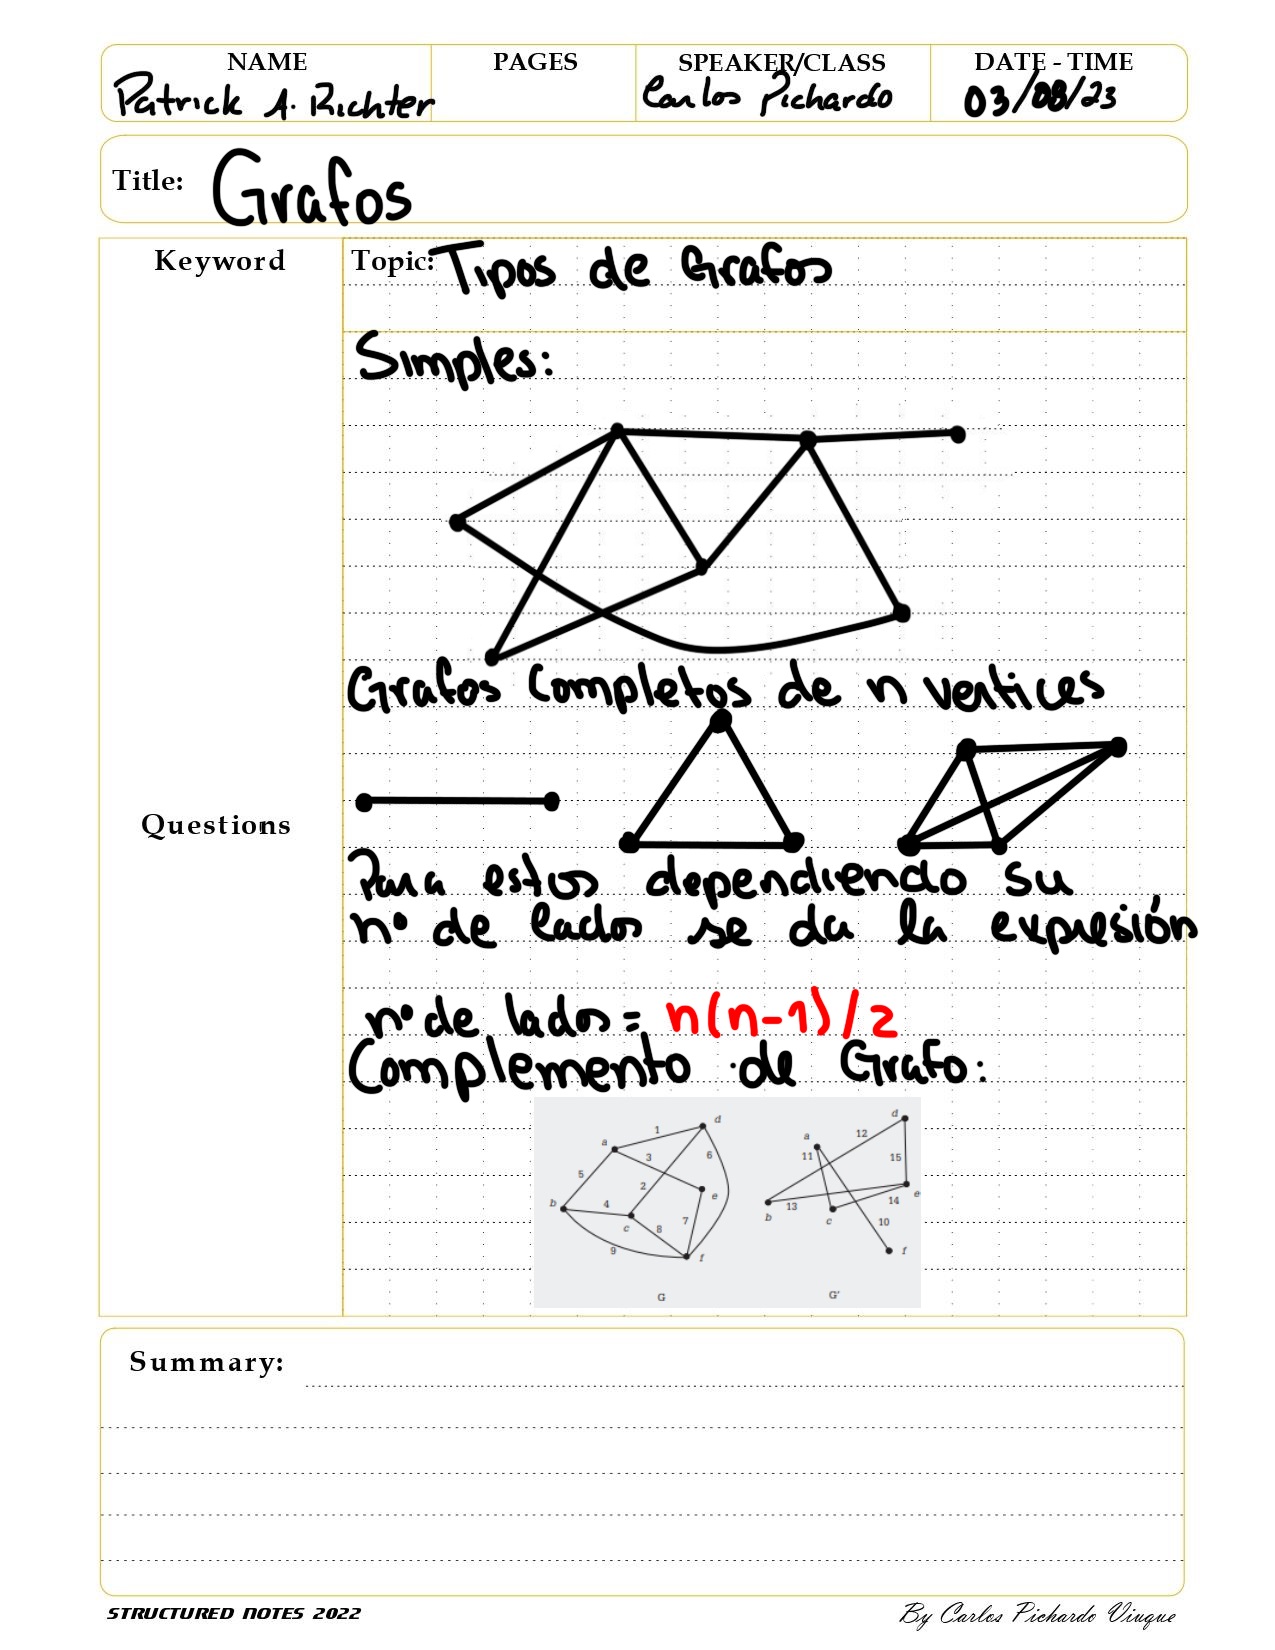 NAME PAGES SPEAKER/CLASS DATE - TIME
Patrick A. Richter Carlos Pichardo 03/08/23
Title: Grafos
Keyword Topic: Tipos de Grafos
Simples:
Grafos Completos de n vertices
Questions
Para estos dependiendo su
nº de lados se da la expresión
nº de lados = n(n-1)/2
Complemento de Grafo:
a 1 d
5 3 6
2
b 4 e
c 8 7
9 f
G
d
a 12
11 15
e
b 13 c 14
10
f
G'
Summary:
STRUCTURED NOTES 2022 By Carlos Pichardo Viuque